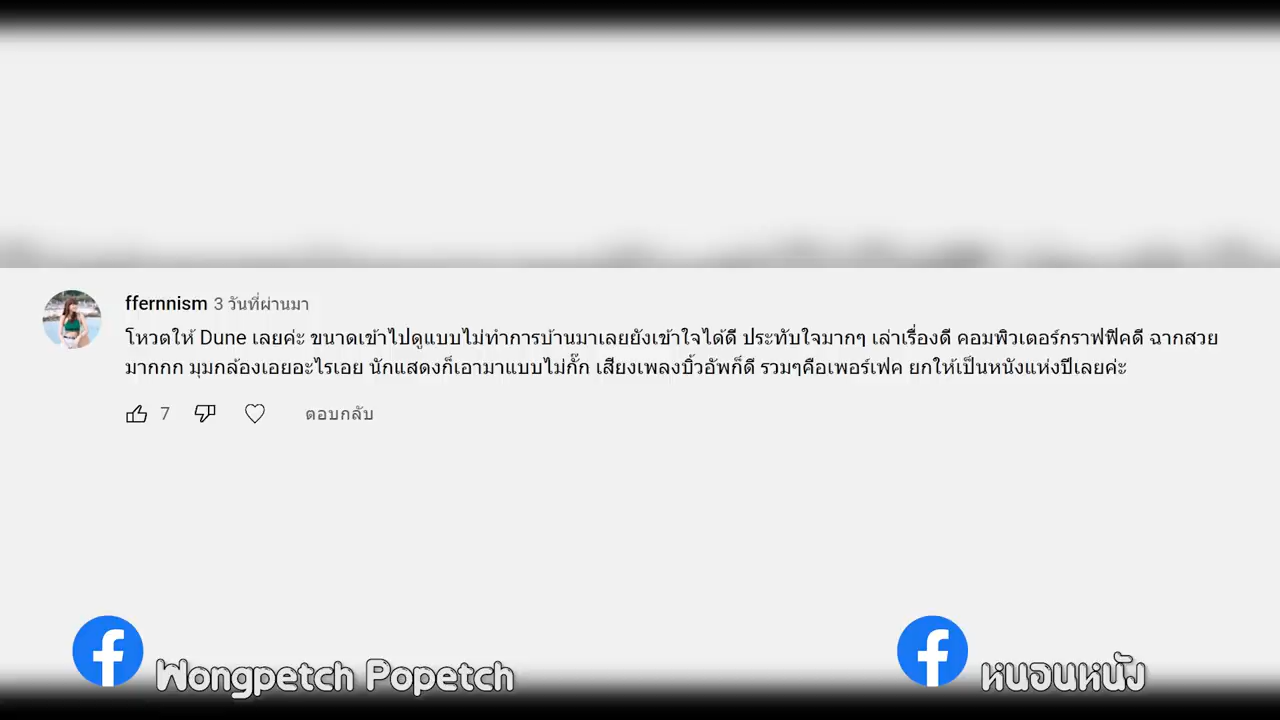 ffernnism 3 วันที่ผ่านมา
โหวตให้ Dune เลยค่ะ ขนาดเข้าไปดูแบบไม่ทำการบ้านมาเลยยังเข้าใจได้ดี ประทับใจมากๆ เล่าเรื่องดี คอมพิวเตอร์กราฟฟิคดี ฉากสวย
มากกก มุมกล้องเอยอะไรเอย นักแสดงก็เอามาแบบไม่กั๊ก เสียงเพลงบิ้วอัพก็ดี รวมๆคือเพอร์เฟค ยกให้เป็นหนังแห่งปีเลยค่ะ
7 ตอบกลับ
Wongpetch Popetch
หนอนหนัง